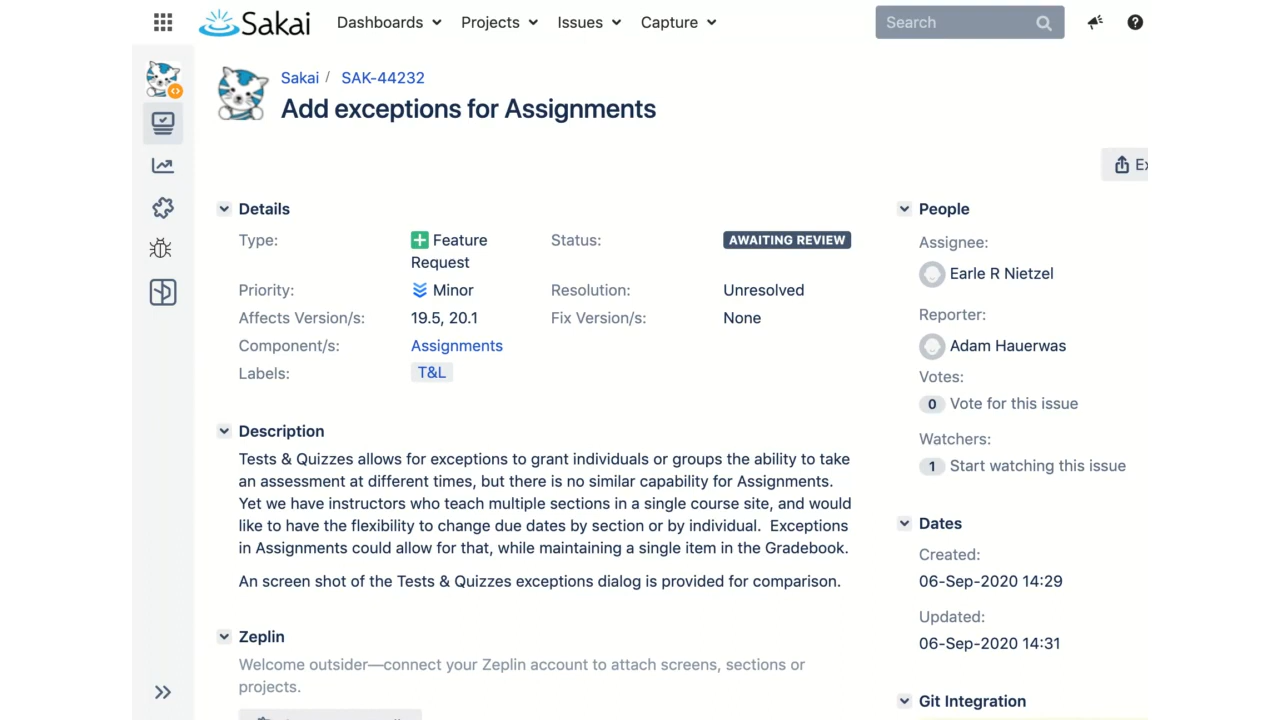 Sakai Dashboards Projects Issues Capture Search
Sakai / SAK-44232
Add exceptions for Assignments
Ex
Details
Type: Feature Request Status: AWAITING REVIEW
Priority: Minor Resolution: Unresolved
Affects Version/s: 19.5, 20.1 Fix Version/s: None
Component/s: Assignments
Labels: T&L
Description
Tests & Quizzes allows for exceptions to grant individuals or groups the ability to take
an assessment at different times, but there is no similar capability for Assignments.
Yet we have instructors who teach multiple sections in a single course site, and would
like to have the flexibility to change due dates by section or by individual.  Exceptions
in Assignments could allow for that, while maintaining a single item in the Gradebook.
An screen shot of the Tests & Quizzes exceptions dialog is provided for comparison.
Zeplin
Welcome outsider—connect your Zeplin account to attach screens, sections or
projects.
People
Assignee:
Earle R Nietzel
Reporter:
Adam Hauerwas
Votes:
0 Vote for this issue
Watchers:
1 Start watching this issue
Dates
Created:
06-Sep-2020 14:29
Updated:
06-Sep-2020 14:31
Git Integration